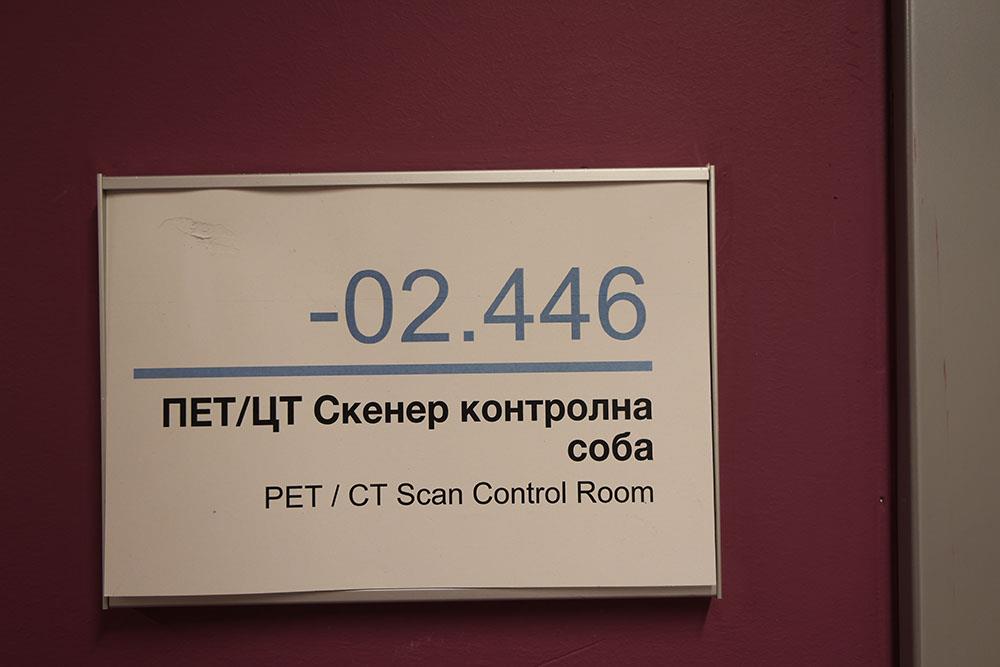 -02.446
ПЕТ/ЦТ Скенер контролна
соба
PET / CT Scan Control Room